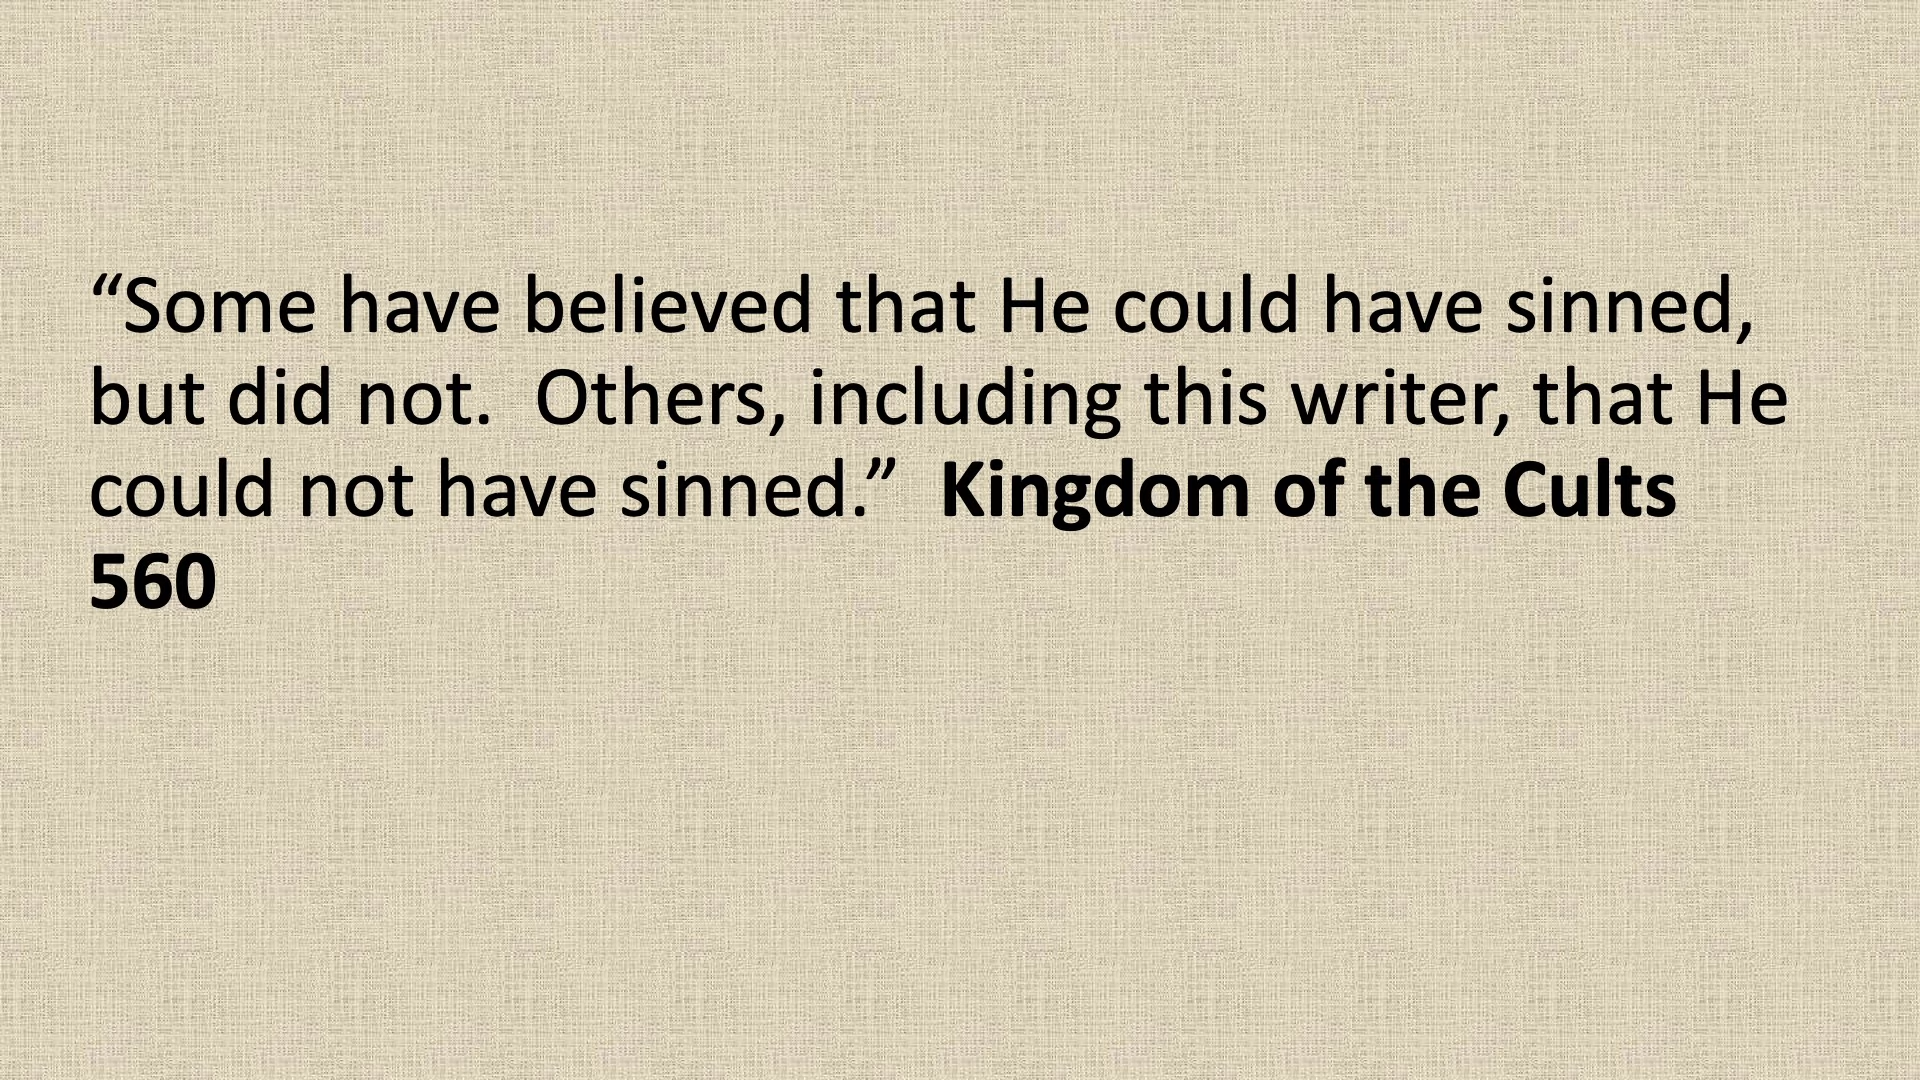 “Some have believed that He could have sinned,
but did not.  Others, including this writer, that He
could not have sinned.”  Kingdom of the Cults
560